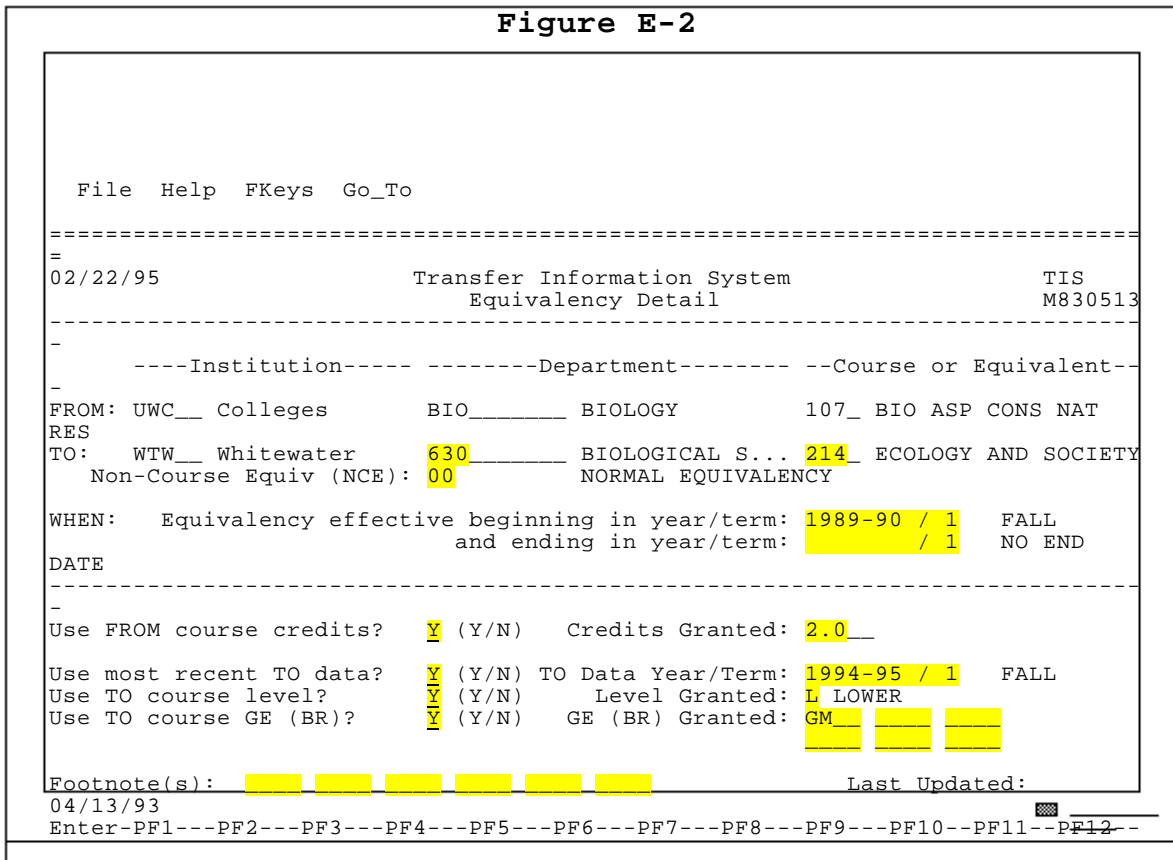 Figure E-2
File  Help  FKeys  Go_To
==============================================================================
=
02/22/95                  Transfer Information System                  TIS
                              Equivalency Detail                       M830513
------------------------------------------------------------------------------
-
      ----Institution----- --------Department-------- --Course or Equivalent--
-
FROM: UWC__ Colleges       BIO_______ BIOLOGY         107_ BIO ASP CONS NAT
RES
TO:   WTW__ Whitewater     630_______ BIOLOGICAL S... 214_ ECOLOGY AND SOCIETY
   Non-Course Equiv (NCE): 00         NORMAL EQUIVALENCY
WHEN:   Equivalency effective beginning in year/term: 1989-90 / 1   FALL
                             and ending in year/term:         / 1   NO END
DATE
------------------------------------------------------------------------------
-
Use FROM course credits?   Y (Y/N)   Credits Granted: 2.0__
Use most recent TO data?   Y (Y/N) TO Data Year/Term: 1994-95 / 1   FALL
Use TO course level?       Y (Y/N)     Level Granted: L LOWER
Use TO course GE (BR)?     Y (Y/N)   GE (BR) Granted: GM__ ____ ____
                                                      ____ ____ ____
Footnote(s):  ____ ____ ____ ____ ____ ____              Last Updated:
04/13/93
Enter-PF1---PF2---PF3---PF4---PF5---PF6---PF7---PF8---PF9---PF10--PF11--PF12--